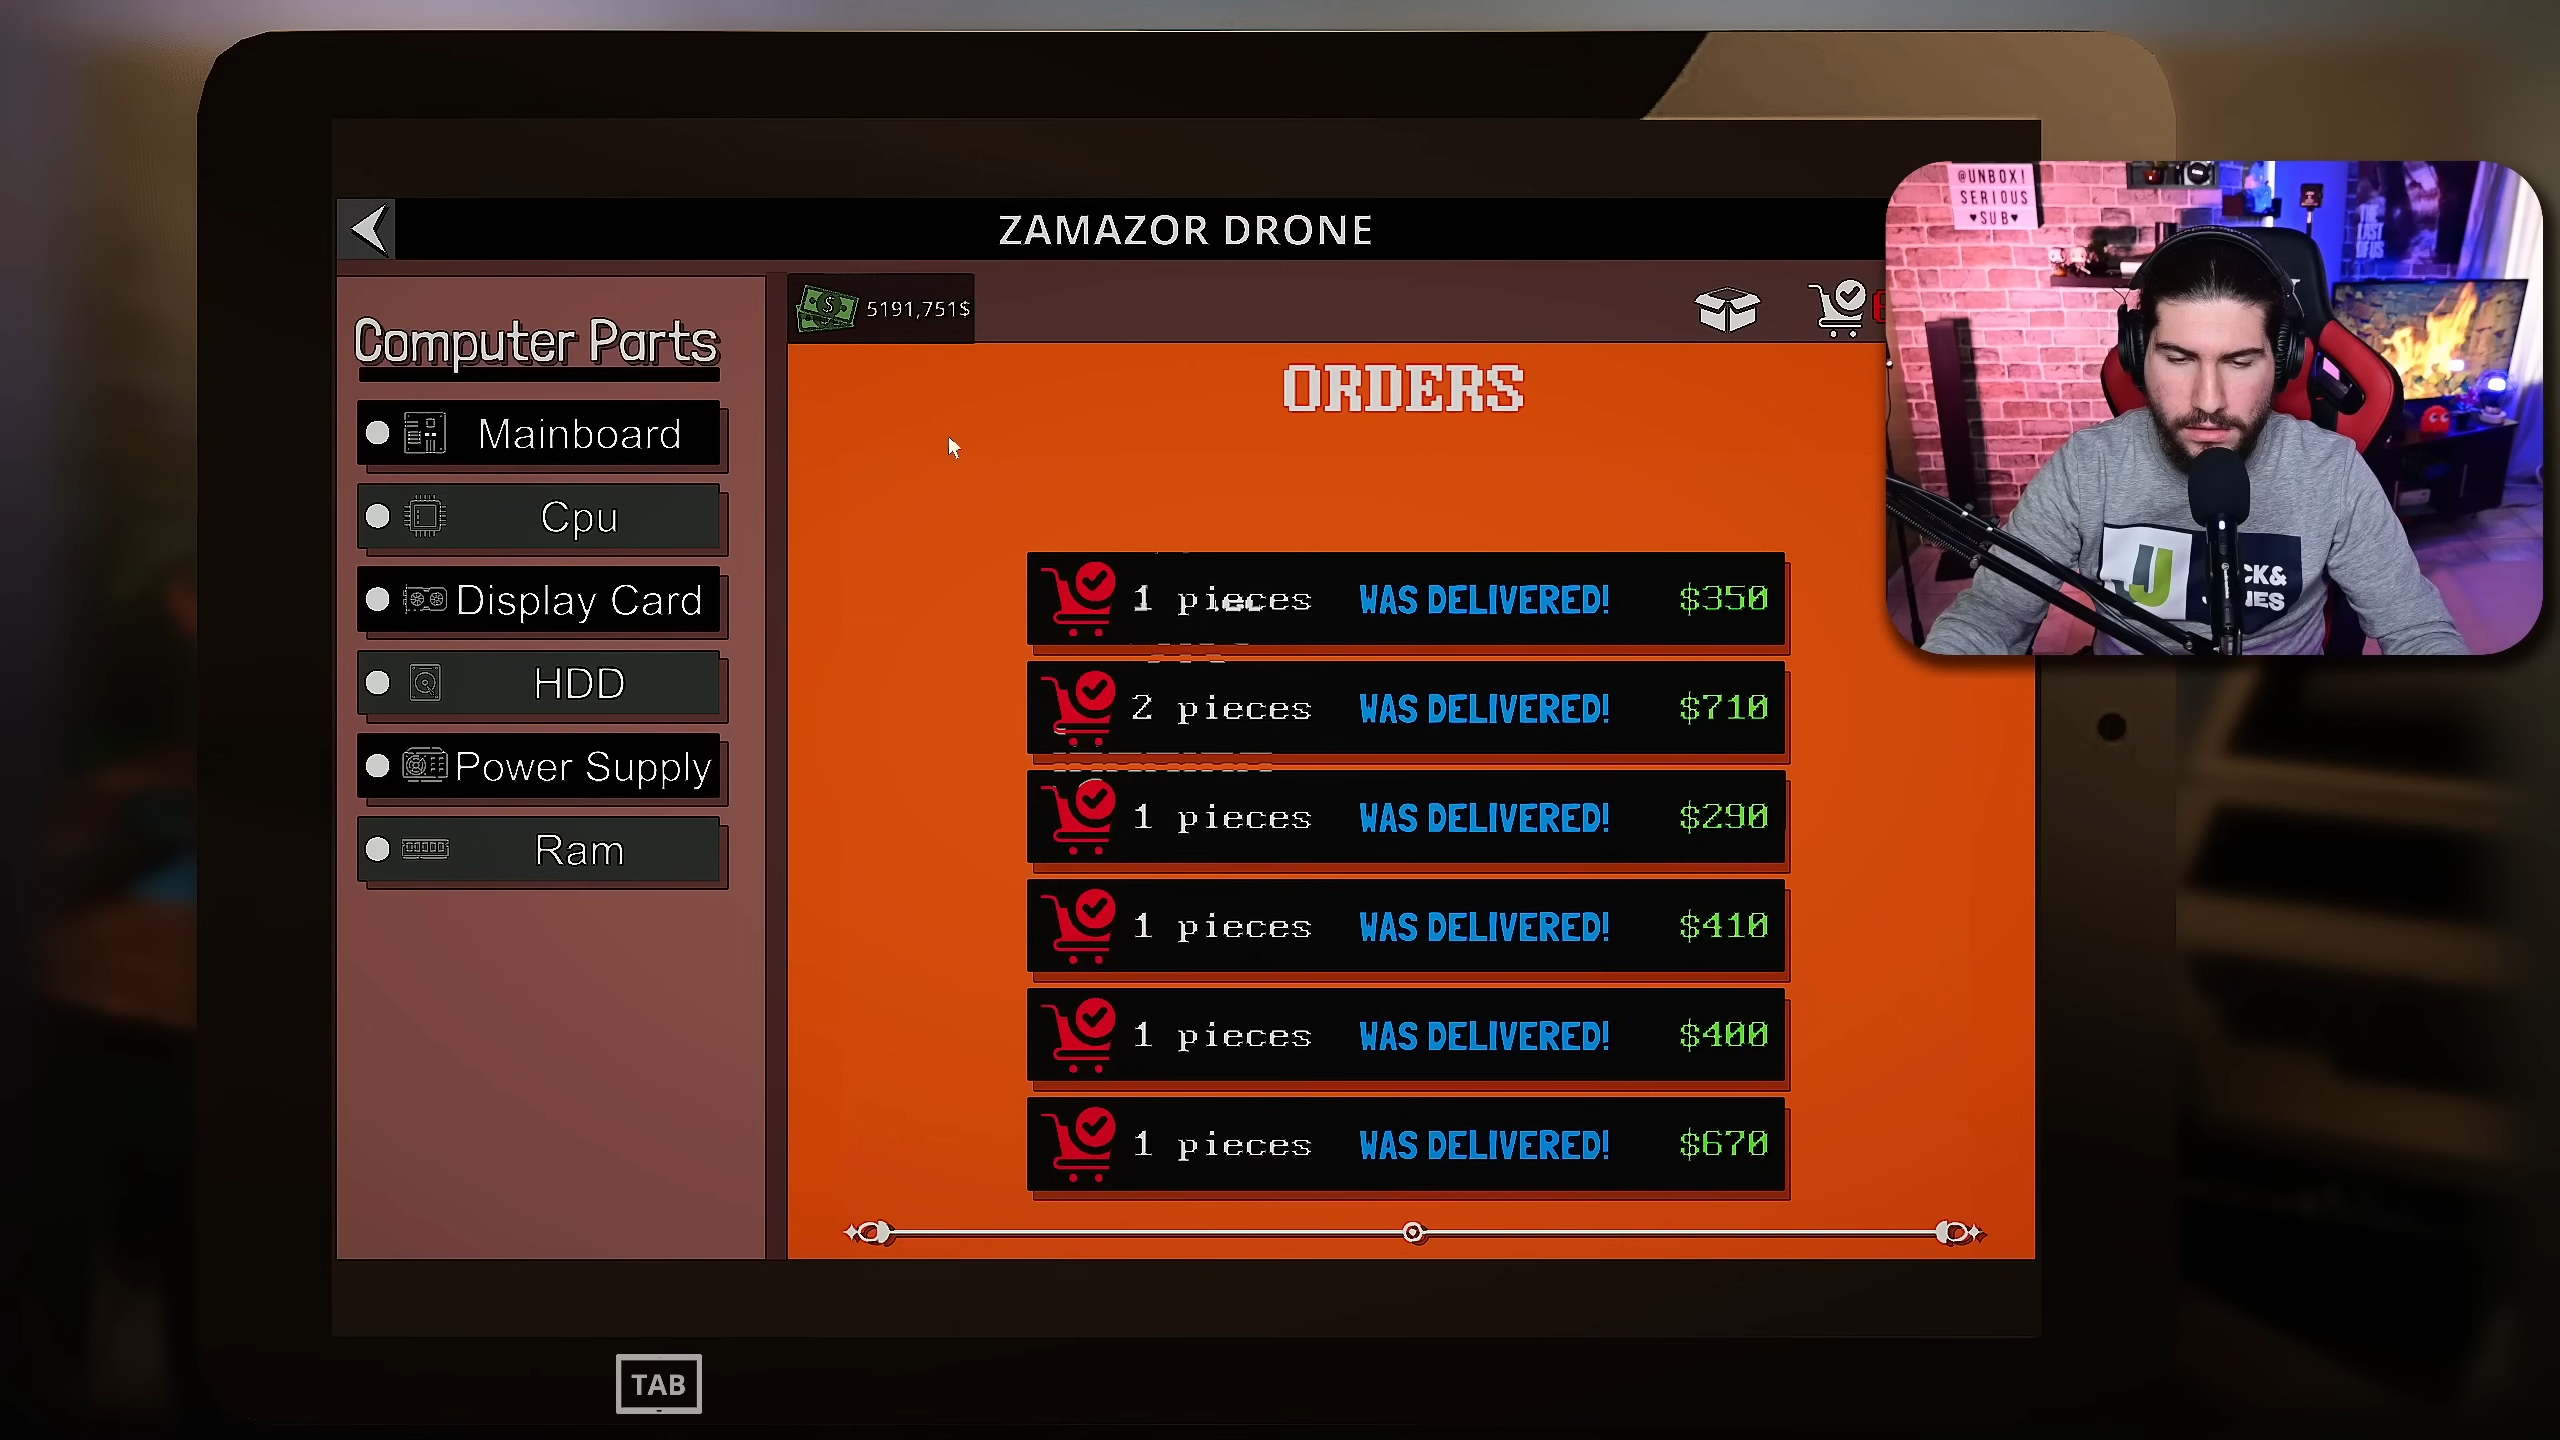 ZAMAZOR DRONE
@UNBOX!
SERIOUS
♥SUB♥
5191,751$
Computer Parts
Mainboard
Cpu
Display Card
HDD
Power Supply
Ram
ORDERS
1 pieces WAS DELIVERED! $350
2 pieces WAS DELIVERED! $710
1 pieces WAS DELIVERED! $290
1 pieces WAS DELIVERED! $410
1 pieces WAS DELIVERED! $400
1 pieces WAS DELIVERED! $670
TAB